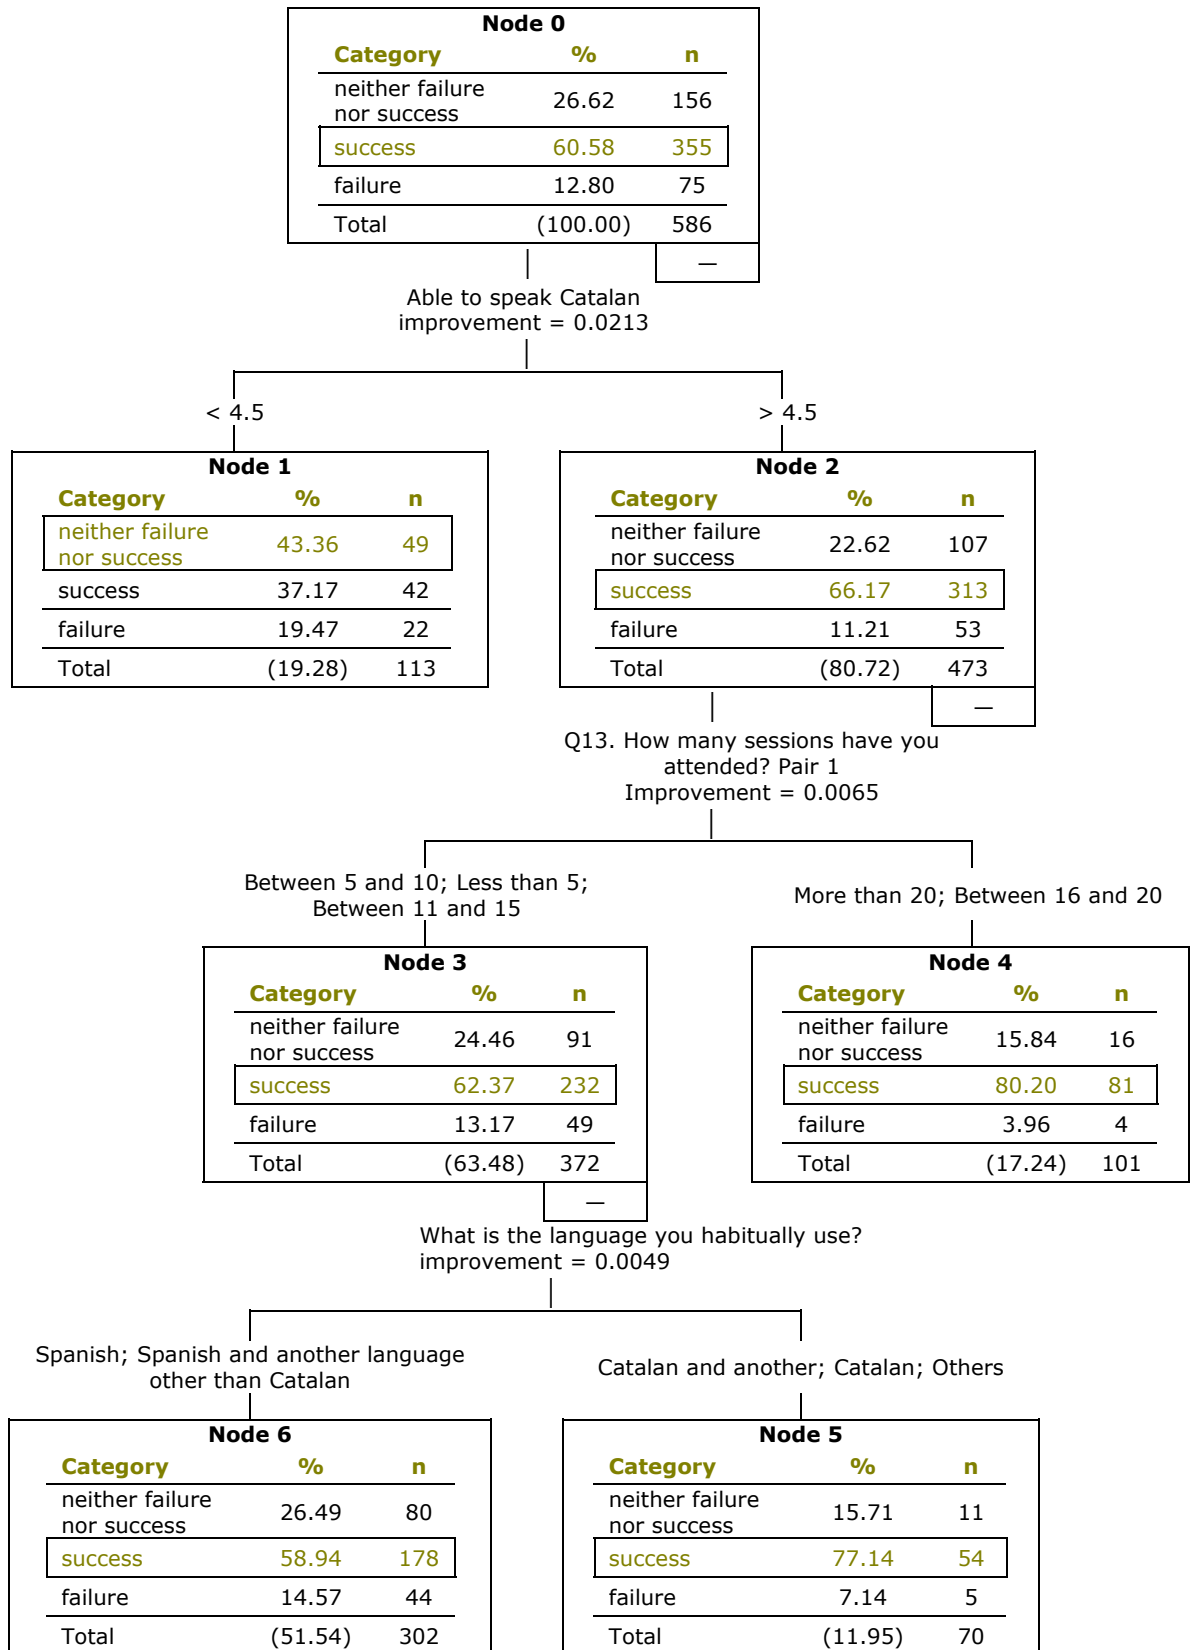 Node 0
Category % n
neither failure
nor success 26.62 156
success 60.58 355
failure 12.80 75
Total (100.00) 586
—
Able to speak Catalan
improvement = 0.0213
< 4.5
> 4.5
Node 1
Category % n
neither failure
nor success 43.36 49
success 37.17 42
failure 19.47 22
Total (19.28) 113
Node 2
Category % n
neither failure
nor success 22.62 107
success 66.17 313
failure 11.21 53
Total (80.72) 473
—
Q13. How many sessions have you
attended? Pair 1
Improvement = 0.0065
Between 5 and 10; Less than 5;
Between 11 and 15
More than 20; Between 16 and 20
Node 3
Category % n
neither failure
nor success 24.46 91
success 62.37 232
failure 13.17 49
Total (63.48) 372
—
Node 4
Category % n
neither failure
nor success 15.84 16
success 80.20 81
failure 3.96 4
Total (17.24) 101
What is the language you habitually use?
improvement = 0.0049
Spanish; Spanish and another language
other than Catalan
Catalan and another; Catalan; Others
Node 6
Category % n
neither failure
nor success 26.49 80
success 58.94 178
failure 14.57 44
Total (51.54) 302
Node 5
Category % n
neither failure
nor success 15.71 11
success 77.14 54
failure 7.14 5
Total (11.95) 70